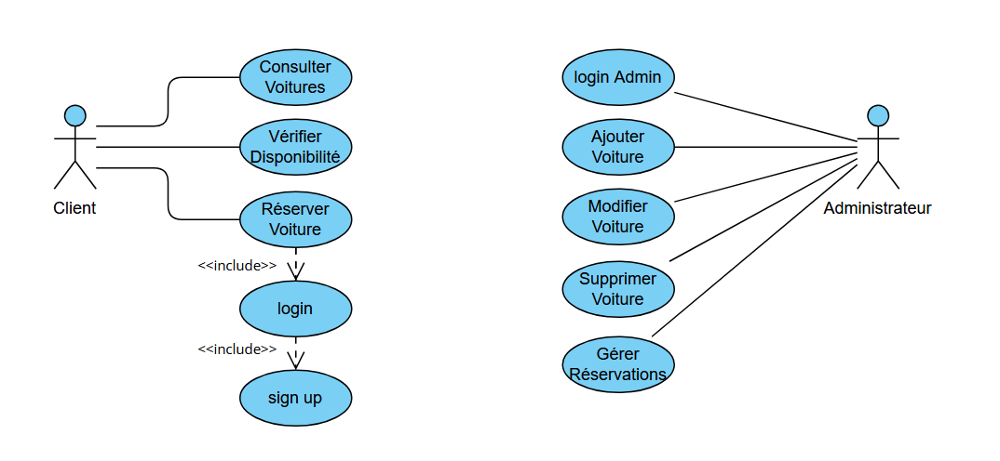 Consulter
Voitures
Vérifier
Disponibilité
Client
Réserver
Voiture
<<include>>
login
<<include>>
sign up
login Admin
Ajouter
Voiture
Modifier
Voiture
Administrateur
Supprimer
Voiture
Gérer
Réservations